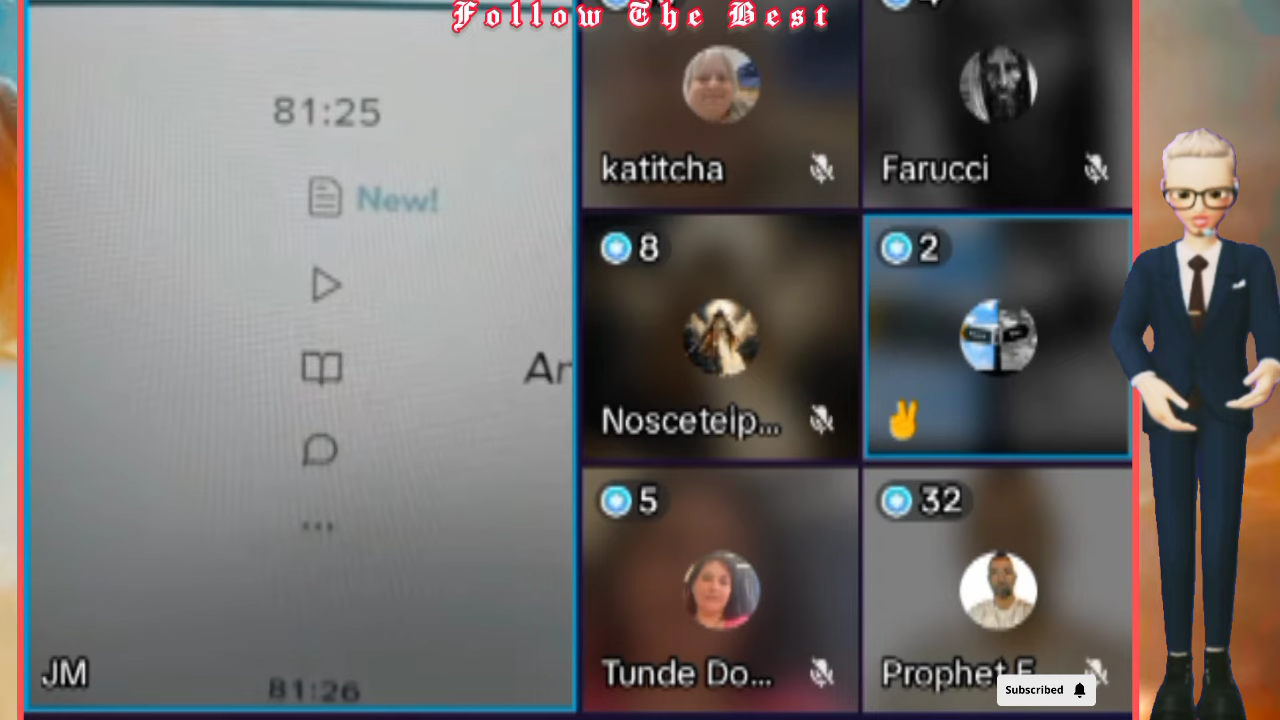 Follow The Best
81:25
New!
Ar
81:26
JM
katitcha
Farucci
8
Nosceteip...
2
5
Tunde Do...
32
Prophet
Subscribed